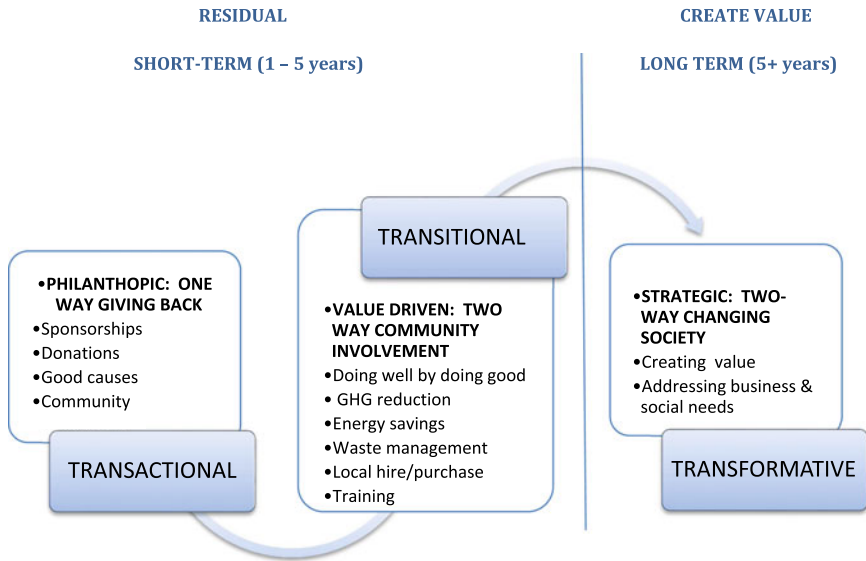 RESIDUAL
SHORT-TERM (1 – 5 years)
CREATE VALUE
LONG TERM (5+ years)
•PHILANTHOPIC: ONE
WAY GIVING BACK
•Sponsorships
•Donations
•Good causes
•Community
TRANSACTIONAL
TRANSITIONAL
•VALUE DRIVEN: TWO
WAY COMMUNITY
INVOLVEMENT
•Doing well by doing good
• GHG reduction
•Energy savings
•Waste management
•Local hire/purchase
•Training
•STRATEGIC: TWO-
WAY CHANGING
SOCIETY
•Creating value
•Addressing business &
social needs
TRANSFORMATIVE